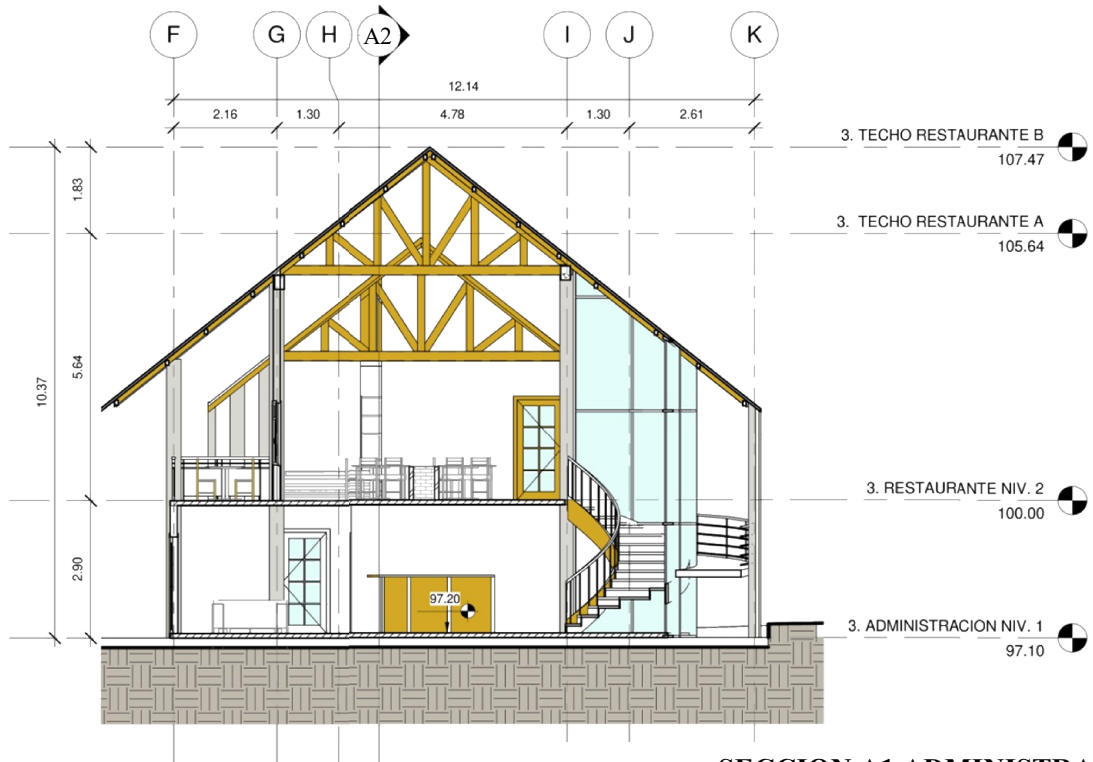 F G H A2 I J K
12.14
2.16 1.30 4.78 1.30 2.61
3. TECHO RESTAURANTE B
107.47
1.83
3. TECHO RESTAURANTE A
105.64
5.64
10.37
3. RESTAURANTE NIV. 2
100.00
2.90
97.20
3. ADMINISTRACION NIV. 1
97.10